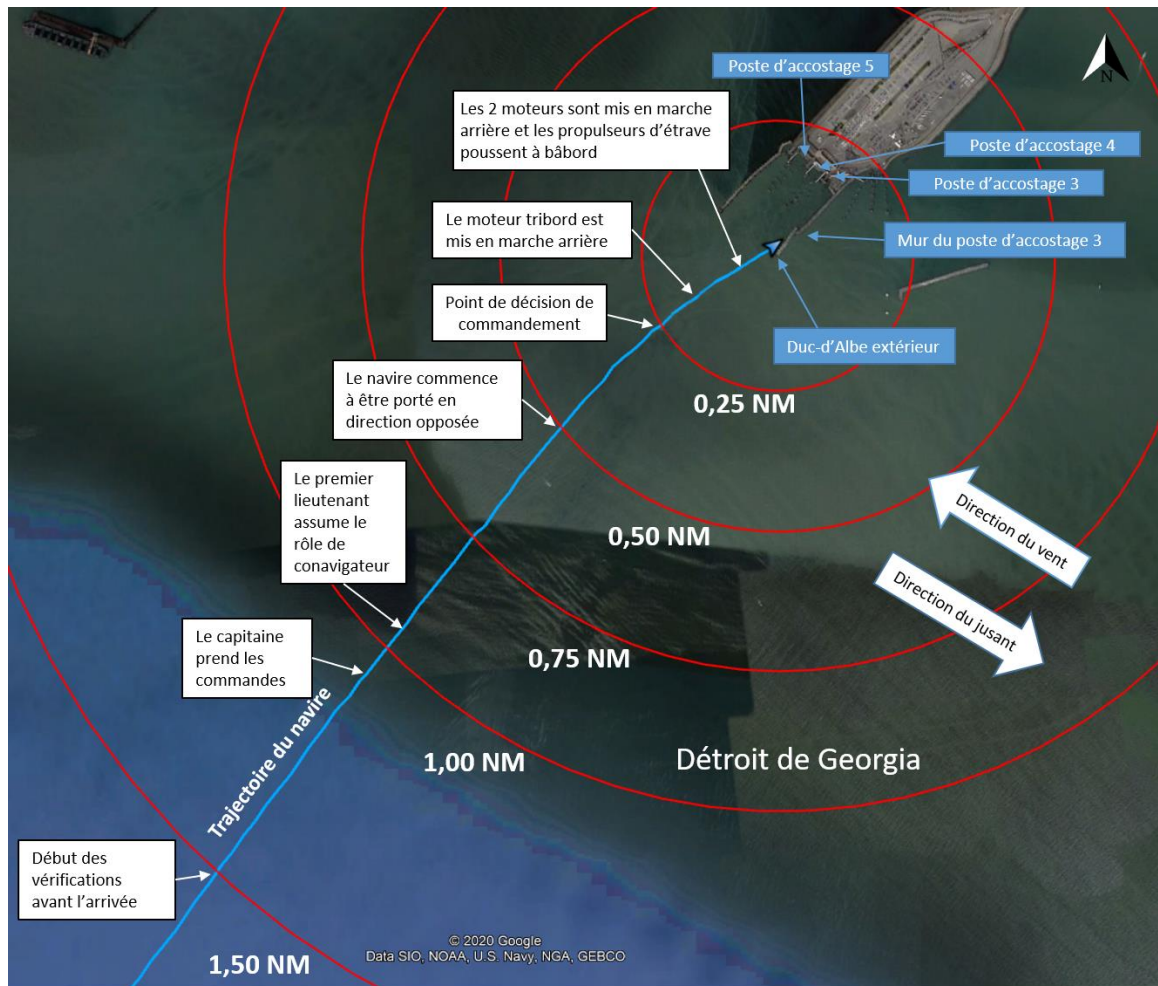 Poste d'accostage 5
N
Les 2 moteurs sont mis en marche
arrière et les propulseurs d'étrave
poussent à bâbord
Poste d'accostage 4
Poste d'accostage 3
Le moteur tribord est
mis en marche arrière
Mur du poste d'accostage 3
Point de décision de
commandement
Duc-d'Albe extérieur
Le navire commence
à être porté en
direction opposée
0,25 NM
Le premier
lieutenant
assume le
rôle de
conavigateur
Direction du vent
0,50 NM
Direction du jusant
Le capitaine
prend les
commandes
0,75 NM
Trajectoire du navire
1,00 NM
Détroit de Georgia
Début des
vérifications
avant l'arrivée
© 2020 Google
Data SIO, NOAA, U.S. Navy, NGA, GEBCO
1,50 NM